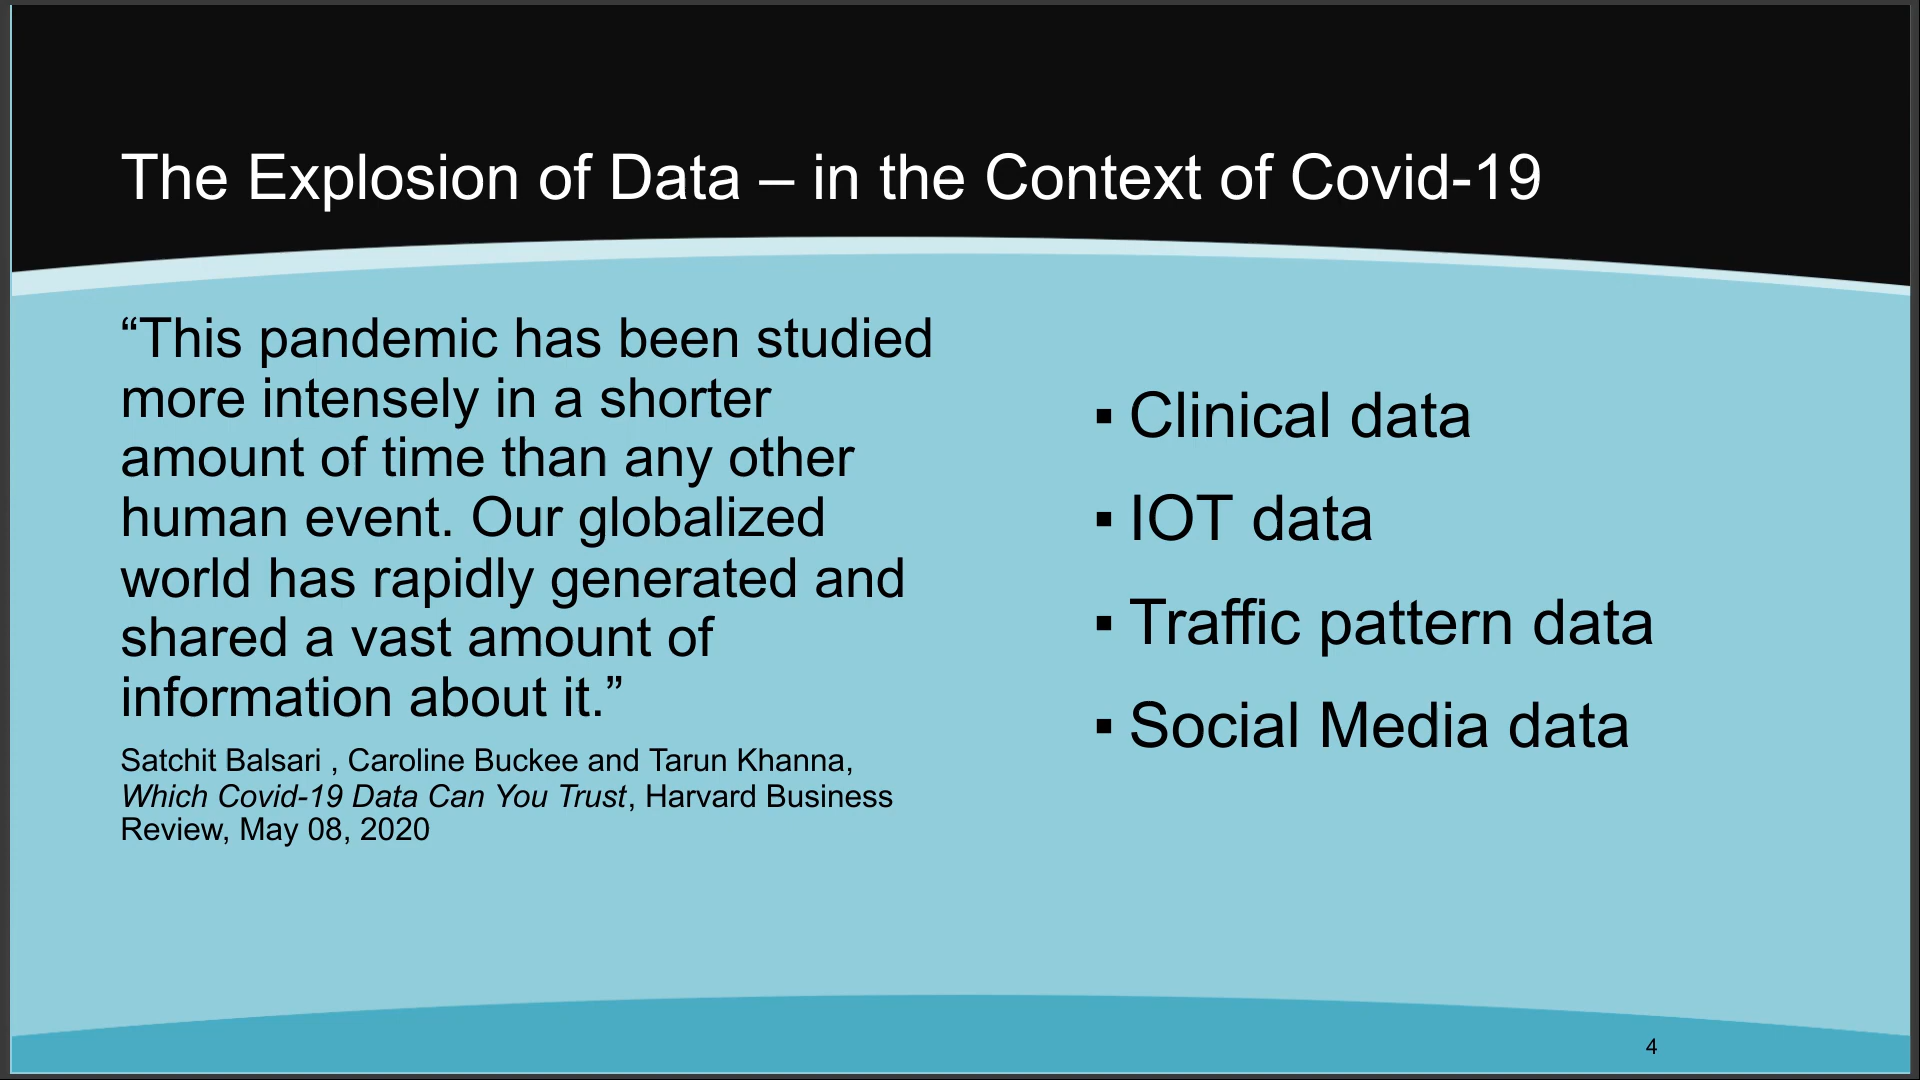 The Explosion of Data – in the Context of Covid-19
“This pandemic has been studied
more intensely in a shorter
amount of time than any other
human event. Our globalized
world has rapidly generated and
shared a vast amount of
information about it.”
Satchit Balsari , Caroline Buckee and Tarun Khanna,
Which Covid-19 Data Can You Trust, Harvard Business
Review, May 08, 2020
▪ Clinical data
▪ IOT data
▪ Traffic pattern data
▪ Social Media data
4